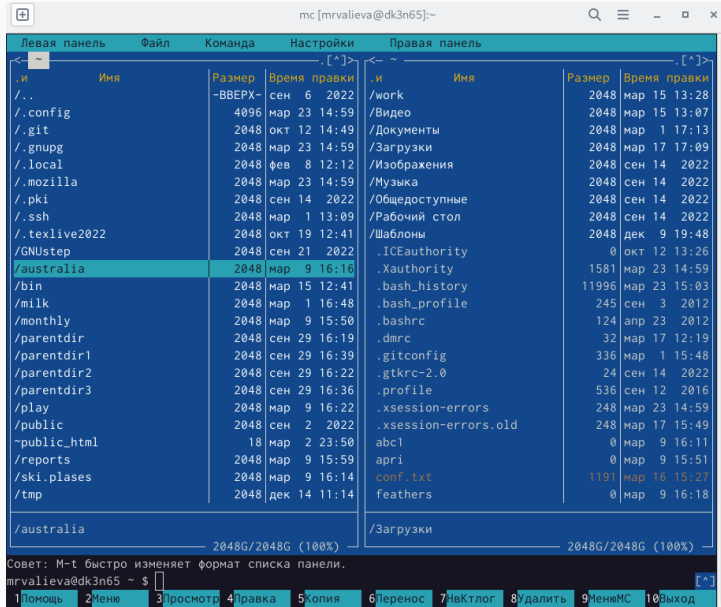 mc [mrvalieva@dk3n65]:~
Левая панель Файл Команда Настройки Правая панель
<— ~ .[^]> <— ~ .[^]>
.и Имя Размер Время правки .и Имя Размер Время правки
/.. -ВВЕРХ- сен 6 2022 /work 2048 мар 15 13:28
/.config 4096 мар 23 14:59 /Видео 2048 мар 15 13:07
/.git 2048 окт 12 14:49 /Документы 2048 мар 1 17:13
/.gnupg 2048 мар 23 14:59 /Загрузки 2048 мар 17 17:09
/.local 2048 фев 8 12:12 /Изображения 2048 сен 14 2022
/.mozilla 2048 мар 23 14:59 /Музыка 2048 сен 14 2022
/.pki 2048 сен 14 2022 /Общедоступные 2048 сен 14 2022
/.ssh 2048 мар 1 13:09 /Рабочий стол 2048 сен 14 2022
/.texlive2022 2048 окт 19 12:41 /Шаблоны 2048 дек 9 19:48
/GNUstep 2048 сен 21 2022 .ICEauthority 0 окт 12 13:26
/australia 2048 мар 9 16:16 .Xauthority 1581 мар 23 14:59
/bin 2048 мар 15 12:41 .bash_history 11996 мар 23 15:03
/milk 2048 мар 1 16:48 .bash_profile 245 сен 3 2012
/monthly 2048 мар 9 15:50 .bashrc 124 апр 23 2012
/parentdir 2048 сен 29 16:19 .dmrc 32 мар 17 12:19
/parentdir1 2048 сен 29 16:39 .gitconfig 336 мар 1 15:48
/parentdir2 2048 сен 29 16:22 .gtkrc-2.0 24 сен 14 2022
/parentdir3 2048 сен 29 16:36 .profile 536 сен 12 2016
/play 2048 мар 9 16:22 .xsession-errors 248 мар 23 14:59
/public 2048 сен 2 2022 .xsession-errors.old 248 мар 17 15:49
~public_html 18 мар 2 23:50 abc1 0 мар 9 16:11
/reports 2048 мар 9 15:59 apri 0 мар 9 15:51
/ski.plases 2048 мар 9 16:14 conf.txt 1191 мар 16 15:27
/tmp 2048 дек 14 11:14 feathers 0 мар 9 16:18
/australia /Загрузки
2048G/2048G (100%) 2048G/2048G (100%)
Совет: M-t быстро изменяет формат списка панели.
mrvalieva@dk3n65 ~ $ [^]
1Помощь 2Меню 3Просмотр 4Правка 5Копия 6Перенос 7НвКтлог 8Удалить 9МенюМС 10Выход